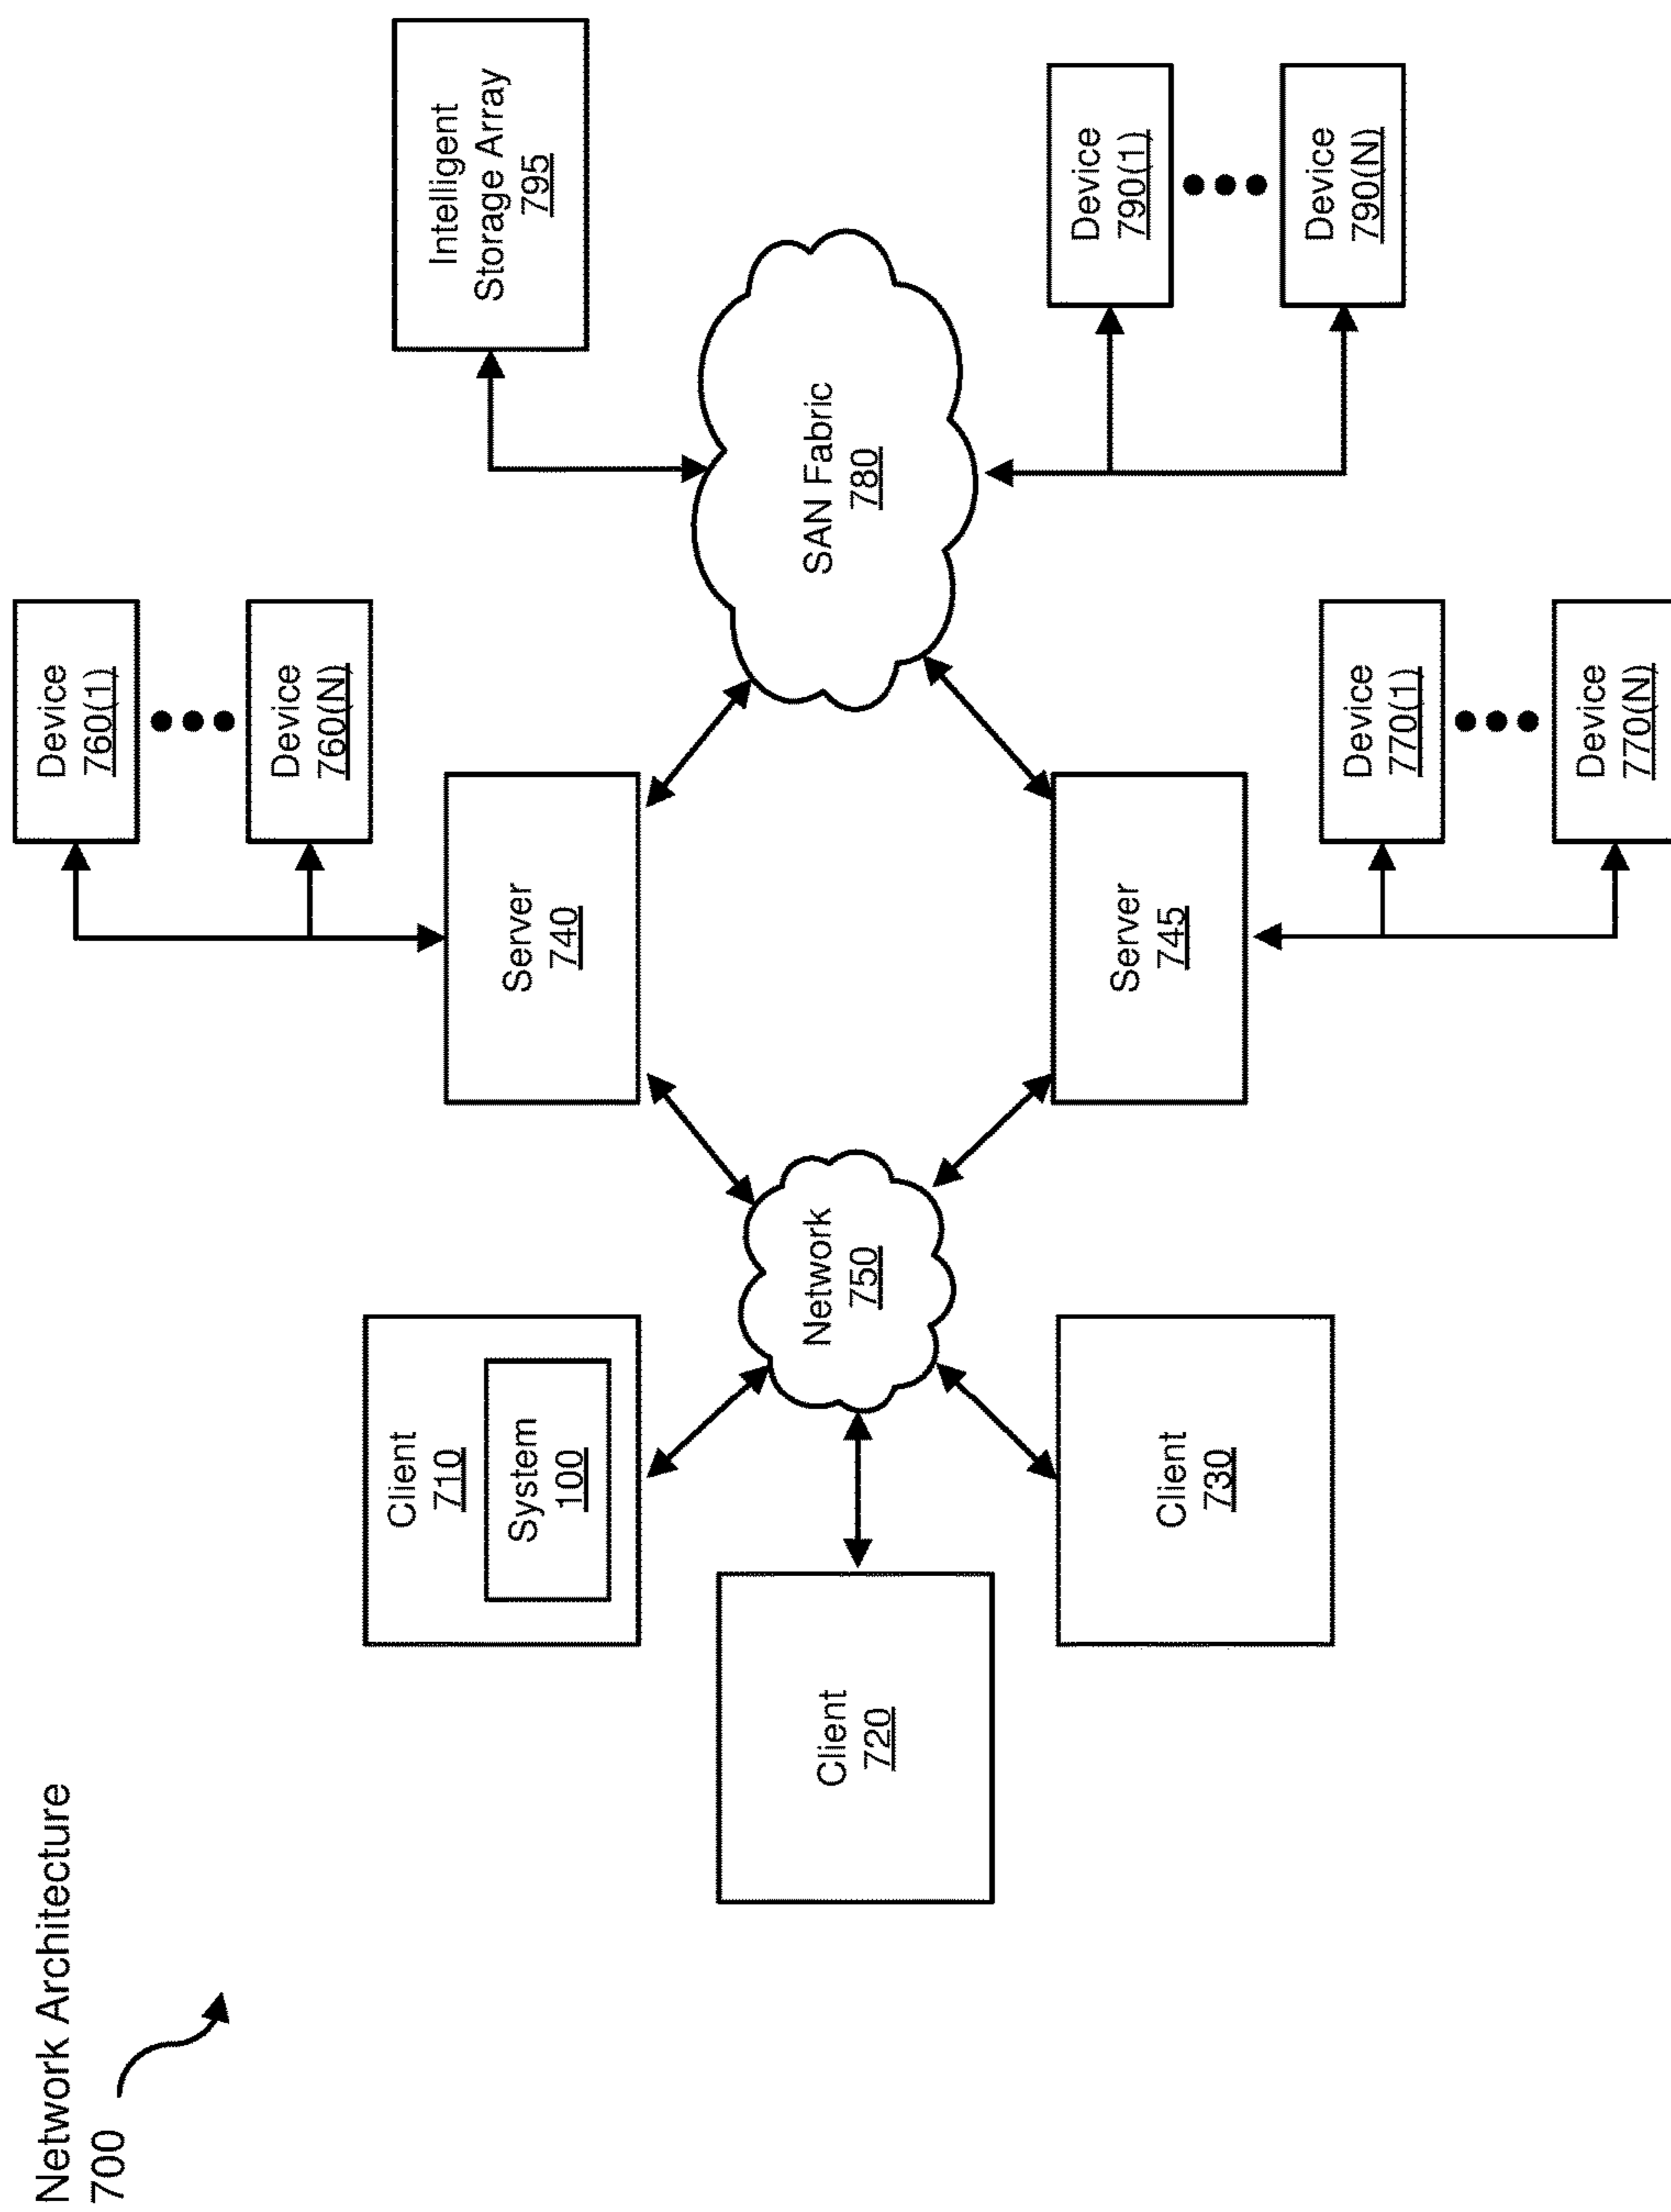 Network Architecture
700
Client
710
System
100
Client
720
Client
730
Network
750
Server
740
Server
745
Device
760(1)
Device
760(N)
Device
770(1)
Device
770(N)
SAN Fabric
780
Intelligent
Storage Array
795
Device
790(1)
Device
790(N)